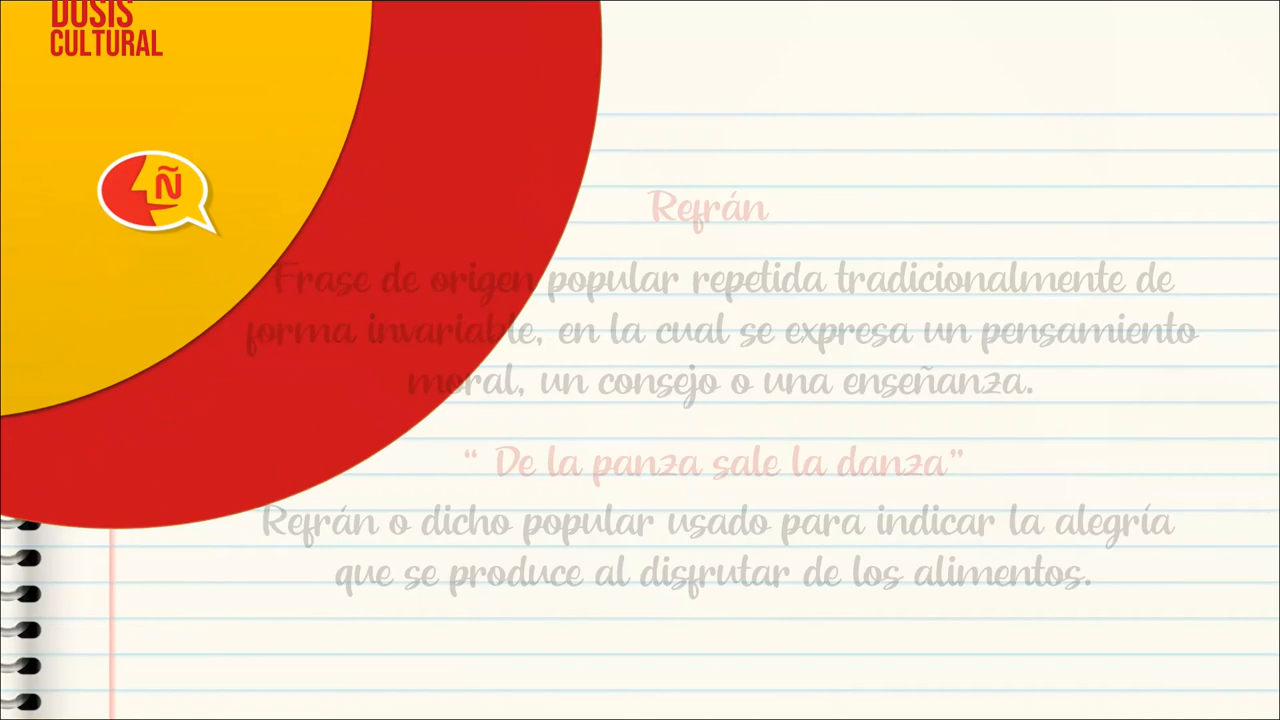 DOSIS
CULTURAL
Ñ
Refrán
Frase de origen popular repetida tradicionalmente de
forma invariable, en la cual se expresa un pensamiento
moral, un consejo o una enseñanza.
“ De la panza sale la danza”
Refrán o dicho popular usado para indicar la alegría
que se produce al disfrutar de los alimentos.